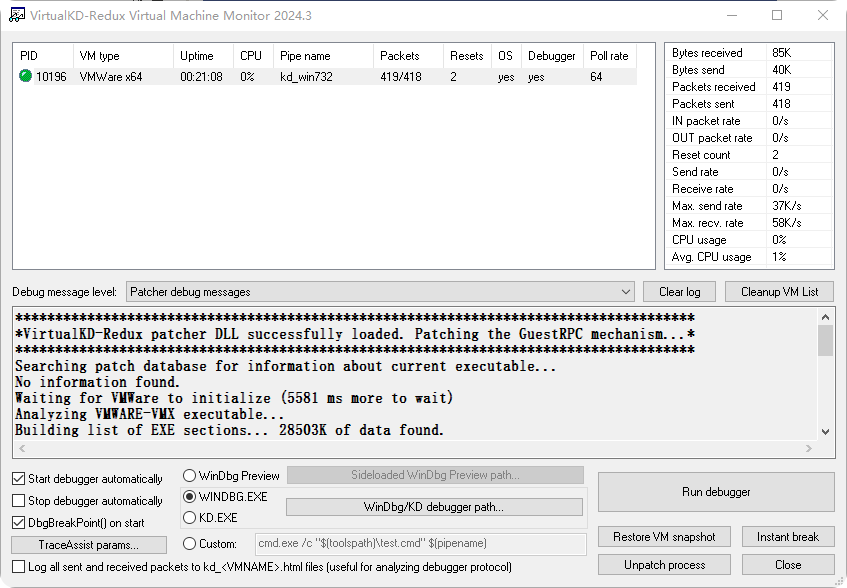 VirtualKD-Redux Virtual Machine Monitor 2024.3
PID VM type Uptime CPU Pipe name Packets Resets OS Debugger Poll rate
10196 VMWare x64 00:21:08 0% kd_win732 419/418 2 yes yes 64
Bytes received 85K
Bytes send 40K
Packets received 419
Packets sent 418
IN packet rate 0/s
OUT packet rate 0/s
Reset count 2
Send rate 0/s
Receive rate 0/s
Max. send rate 37K/s
Max. recv. rate 58K/s
CPU usage 0%
Avg. CPU usage 1%
Debug message level: Patcher debug messages Clear log Cleanup VM List
*************************************************************************************
*VirtualKD-Redux patcher DLL successfully loaded. Patching the GuestRPC mechanism...*
*************************************************************************************
Searching patch database for information about current executable...
No information found.
Waiting for VMWare to initialize (5581 ms more to wait)
Analyzing VMWARE-VMX executable...
Building list of EXE sections... 28503K of data found.
Start debugger automatically
Stop debugger automatically
DbgBreakPoint() on start
TraceAssist params...
WinDbg Preview Sideloaded WinDbg Preview path...
WINDBG.EXE
KD.EXE
WinDbg/KD debugger path...
Custom: cmd.exe /c "$(toolspath)\test.cmd" $(pipename)
Run debugger
Restore VM snapshot Instant break
Unpatch process Close
Log all sent and received packets to kd_<VMNAME>.html files (useful for analyzing debugger protocol)